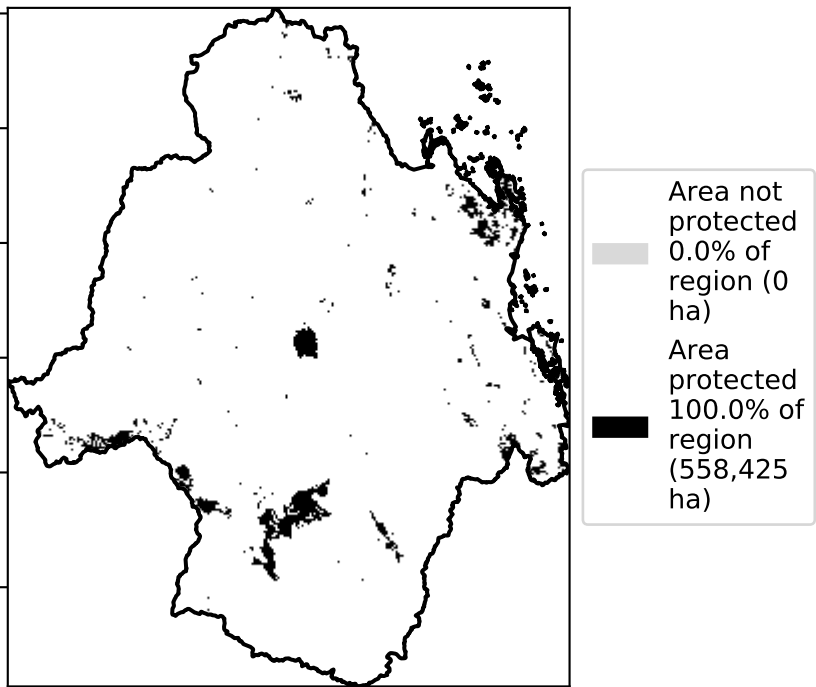 Area not
protected
0.0% of
region (0
ha)
Area
protected
100.0% of
region
(558,425
ha)